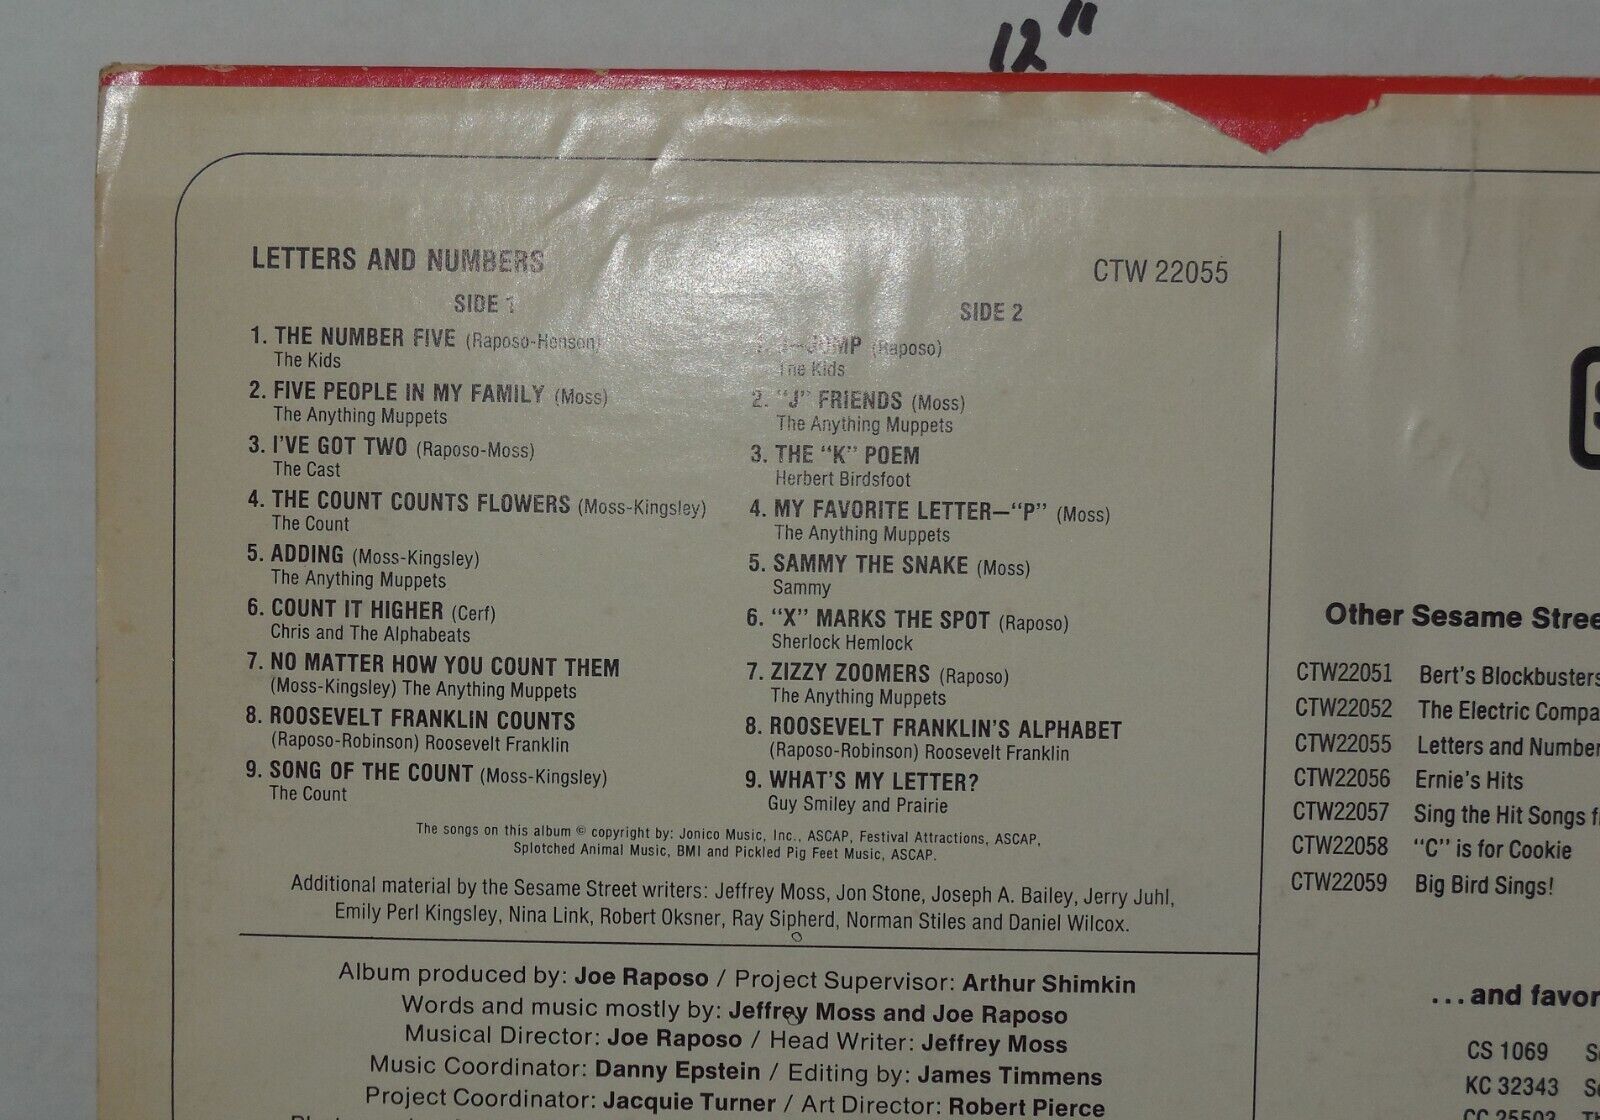 12"
LETTERS AND NUMBERS
CTW 22055
SIDE 1
1. THE NUMBER FIVE (Raposo-Henson)
The Kids
2. FIVE PEOPLE IN MY FAMILY (Moss)
The Anything Muppets
3. I'VE GOT TWO (Raposo-Moss)
The Cast
4. THE COUNT COUNTS FLOWERS (Moss-Kingsley)
The Count
5. ADDING (Moss-Kingsley)
The Anything Muppets
6. COUNT IT HIGHER (Cerf)
Chris and The Alphabeats
7. NO MATTER HOW YOU COUNT THEM
(Moss-Kingsley) The Anything Muppets
8. ROOSEVELT FRANKLIN COUNTS
(Raposo-Robinson) Roosevelt Franklin
9. SONG OF THE COUNT (Moss-Kingsley)
The Count
SIDE 2
1. J—JUMP (Raposo)
The Kids
2. "J" FRIENDS (Moss)
The Anything Muppets
3. THE "K" POEM
Herbert Birdsfoot
4. MY FAVORITE LETTER—"P" (Moss)
The Anything Muppets
5. SAMMY THE SNAKE (Moss)
Sammy
6. "X" MARKS THE SPOT (Raposo)
Sherlock Hemlock
7. ZIZZY ZOOMERS (Raposo)
The Anything Muppets
8. ROOSEVELT FRANKLIN'S ALPHABET
(Raposo-Robinson) Roosevelt Franklin
9. WHAT'S MY LETTER?
Guy Smiley and Prairie
The songs on this album © copyright by: Jonico Music, Inc., ASCAP, Festival Attractions, ASCAP,
Splotched Animal Music, BMI and Pickled Pig Feet Music, ASCAP.
Additional material by the Sesame Street writers: Jeffrey Moss, Jon Stone, Joseph A. Bailey, Jerry Juhl,
Emily Perl Kingsley, Nina Link, Robert Oksner, Ray Sipherd, Norman Stiles and Daniel Wilcox.
Album produced by: Joe Raposo / Project Supervisor: Arthur Shimkin
Words and music mostly by: Jeffrey Moss and Joe Raposo
Musical Director: Joe Raposo / Head Writer: Jeffrey Moss
Music Coordinator: Danny Epstein / Editing by: James Timmens
Project Coordinator: Jacquie Turner / Art Director: Robert Pierce
Other Sesame Stree
CTW22051 Bert's Blockbusters
CTW22052 The Electric Compa
CTW22055 Letters and Number
CTW22056 Ernie's Hits
CTW22057 Sing the Hit Songs f
CTW22058 "C" is for Cookie
CTW22059 Big Bird Sings!
...and favor
CS 1069 S
KC 32343 S